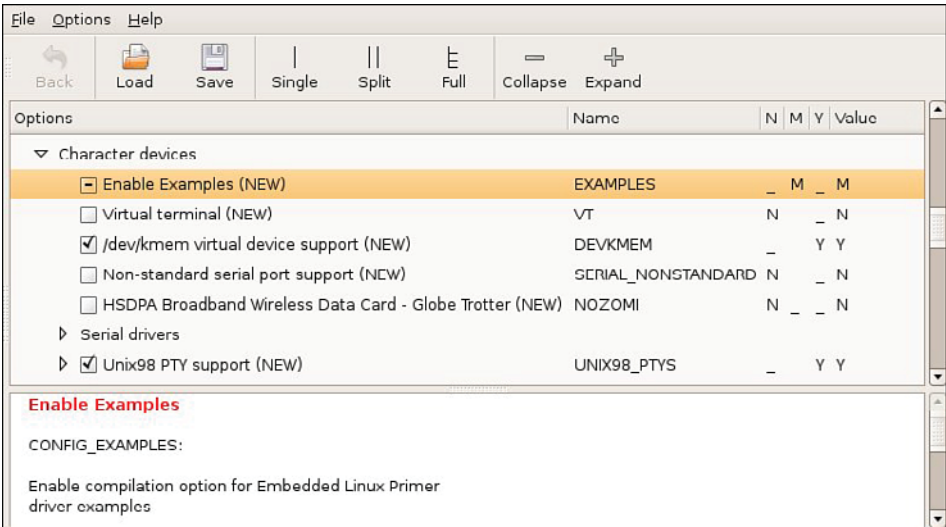 File Options Help
Back Load Save Single Split Full Collapse Expand
Options Name N M Y Value
Character devices
Enable Examples (NEW) EXAMPLES _ M _ M
Virtual terminal (NEW) VT N _ N
/dev/kmem virtual device support (NEW) DEVKMEM _ Y Y
Non-standard serial port support (NEW) SERIAL_NONSTANDARD N _ N
HSDPA Broadband Wireless Data Card - Globe Trotter (NEW) NOZOMI N _ _ N
Serial drivers
Unix98 PTY support (NEW) UNIX98_PTYS _ Y Y
Enable Examples
CONFIG_EXAMPLES:
Enable compilation option for Embedded Linux Primer
driver examples